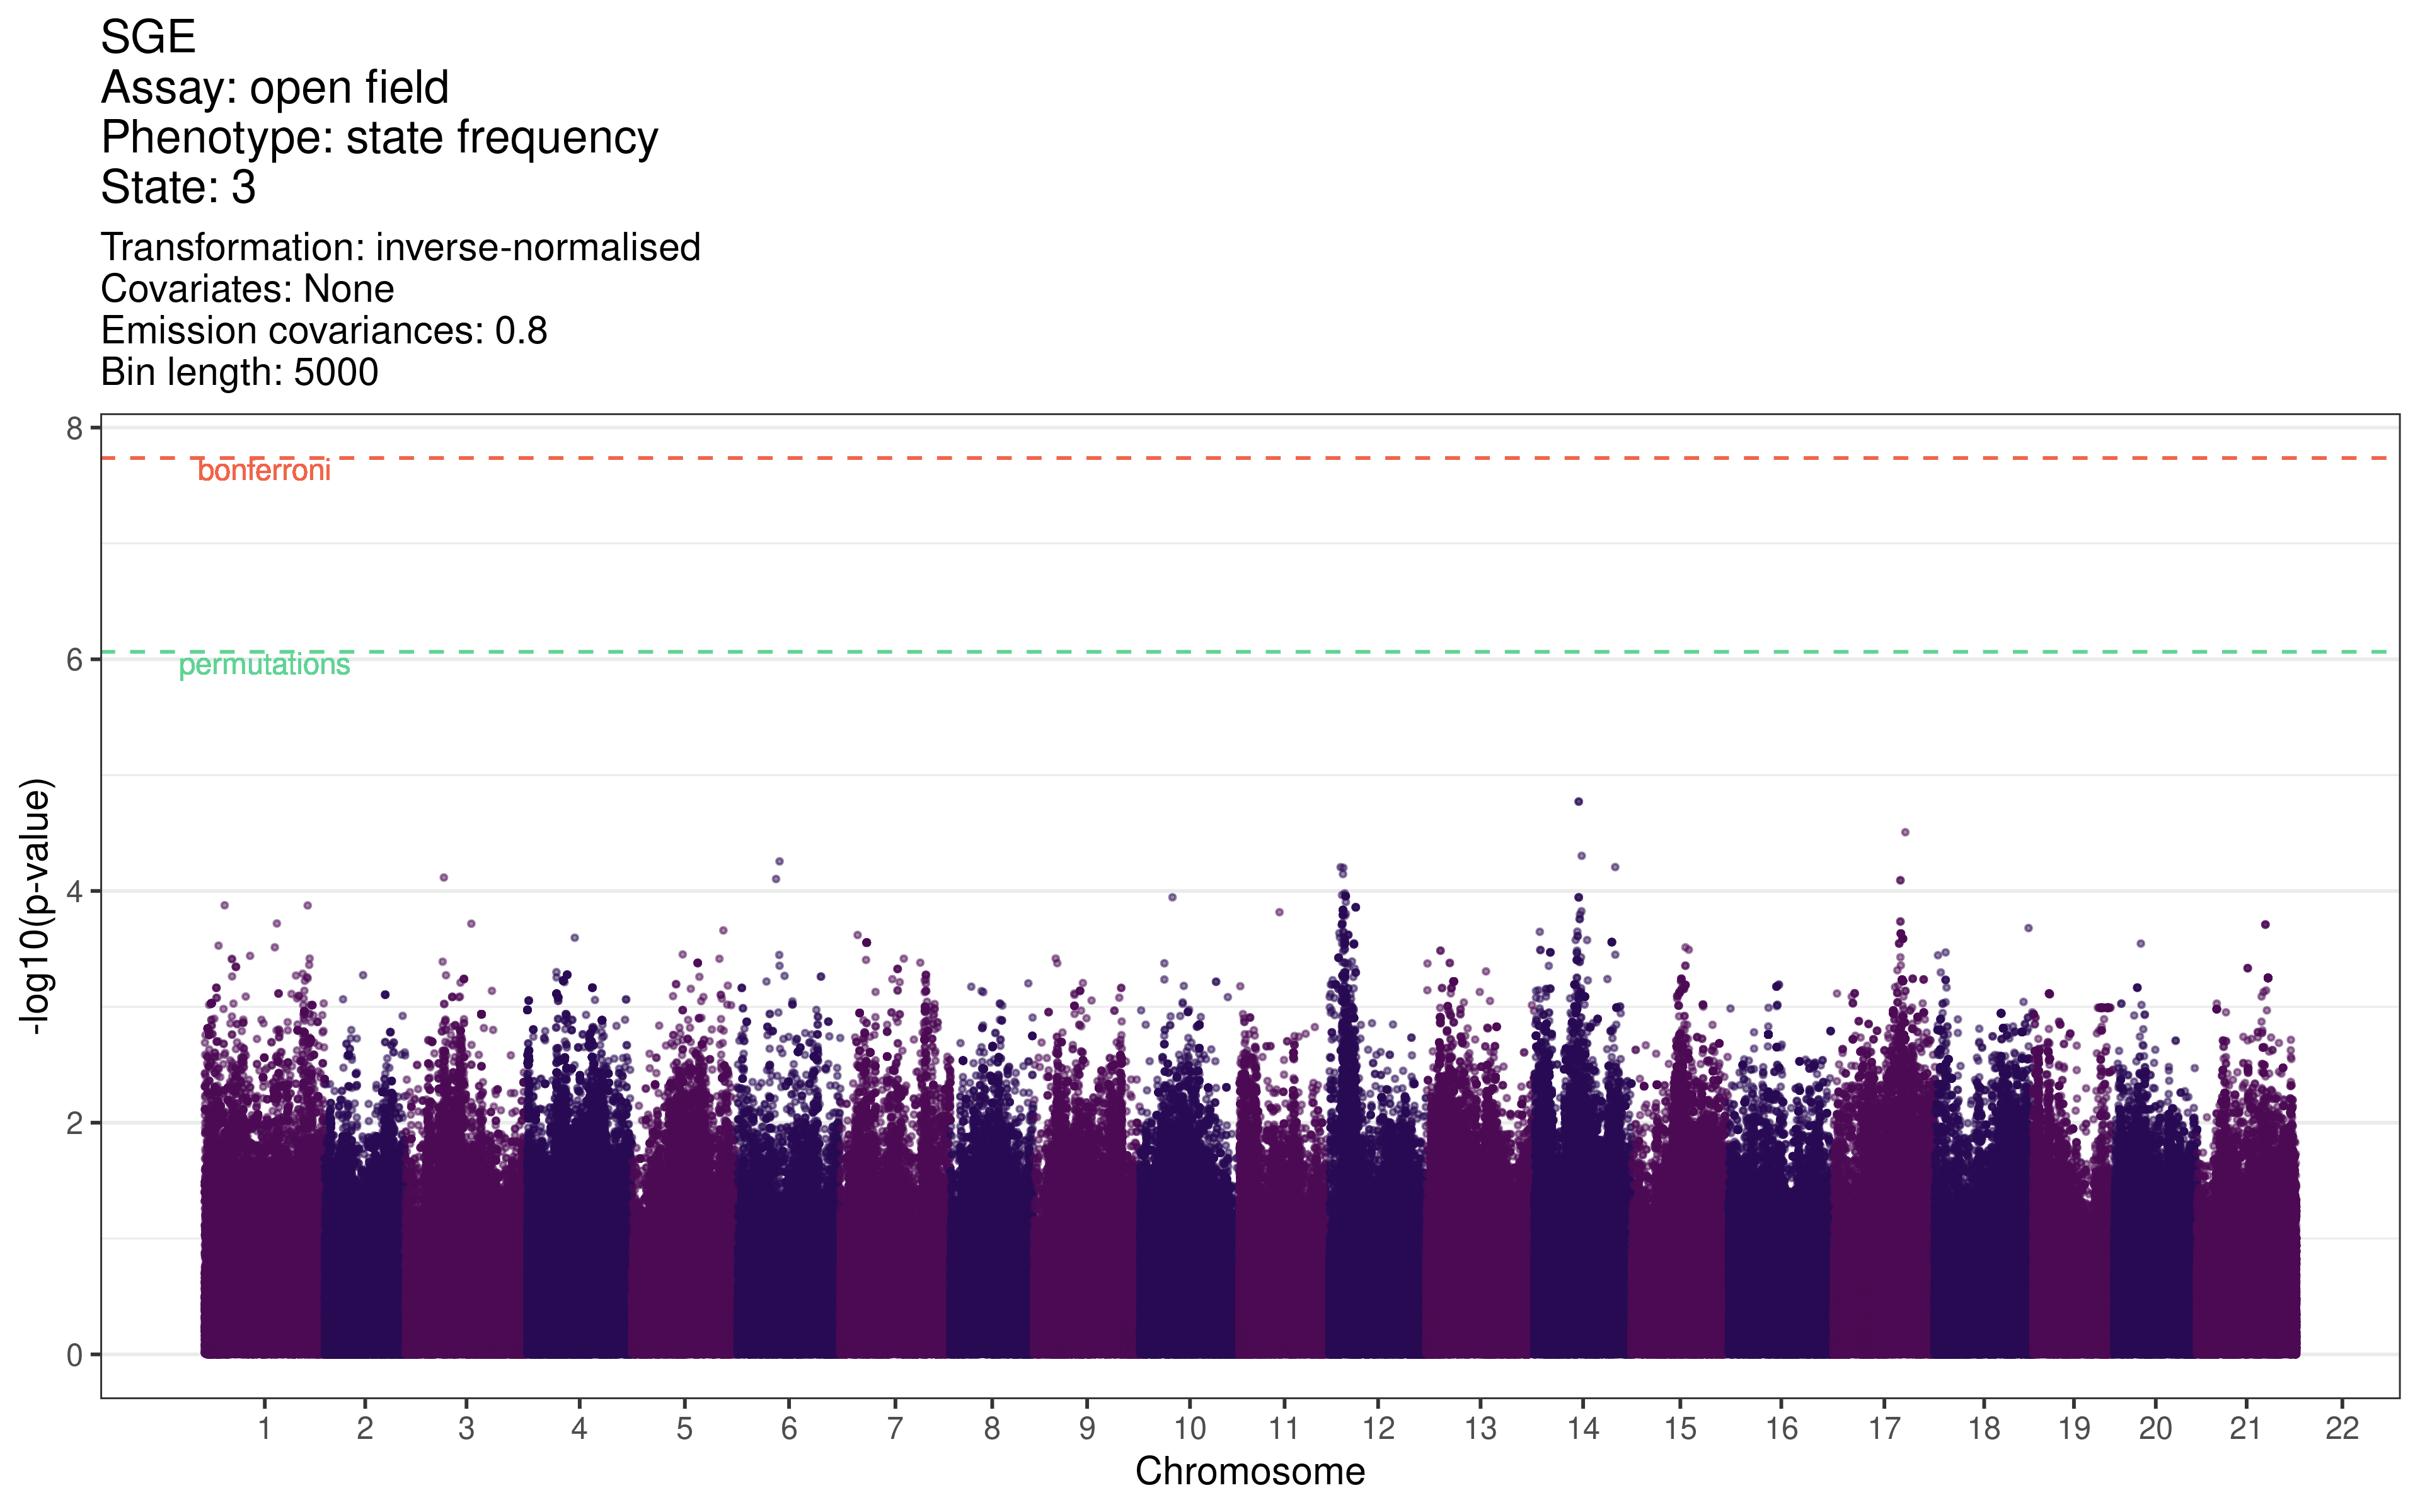 SGE
Assay: open field
Phenotype: state frequency
State: 3
Transformation: inverse-normalised
Covariates: None
Emission covariances: 0.8
Bin length: 5000
8
bonferroni
6
permutations
4
2
0
-log10(p-value)
1 2 3 4 5 6 7 8 9 10 11 12 13 14 15 16 17 18 19 20 21 22
Chromosome